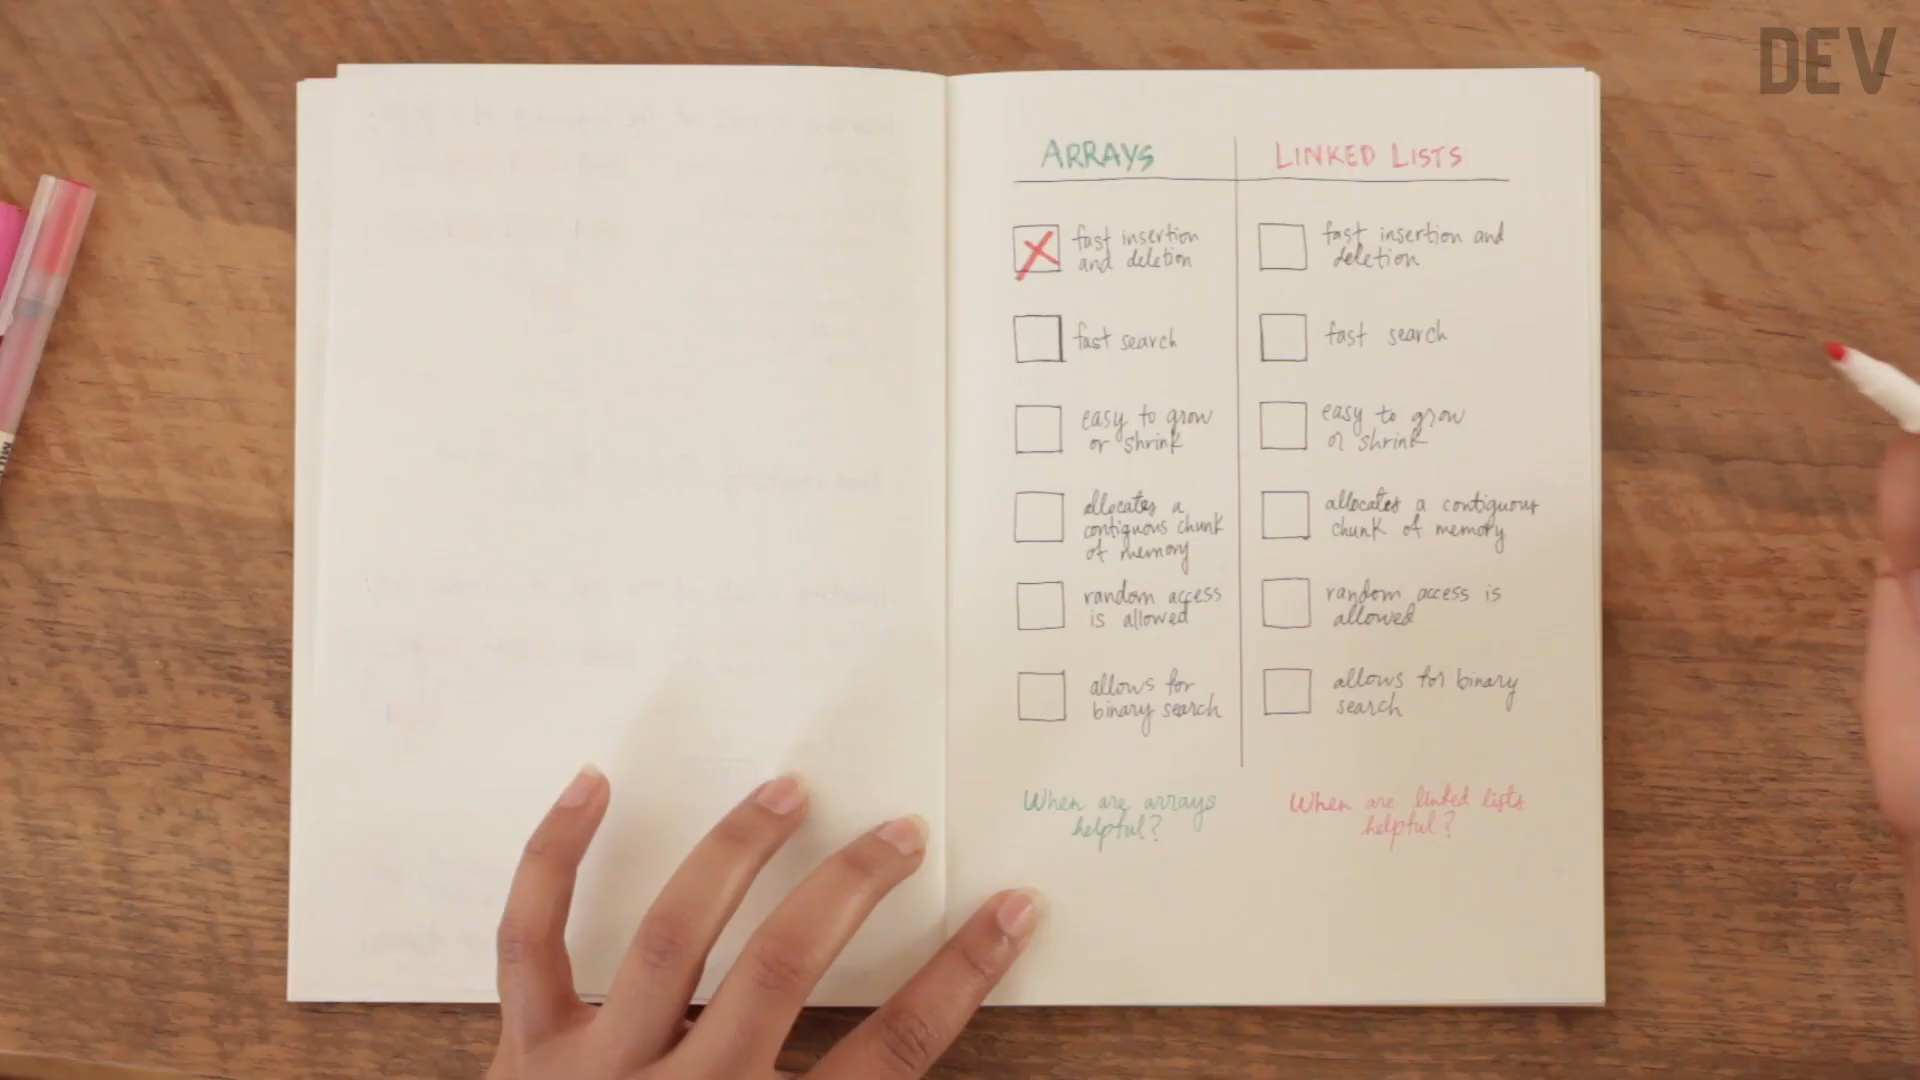 DEV
ARRAYS
fast insertion
and deletion
fast search
easy to grow
or shrink
allocates a
contiguous chunk
of memory
random access
is allowed
allows for
binary search
When are arrays
helpful?
LINKED LISTS
fast insertion and
deletion
fast search
easy to grow
or shrink
allocates a contiguous
chunk of memory
random access is
allowed
allows for binary
search
When are linked lists
helpful?